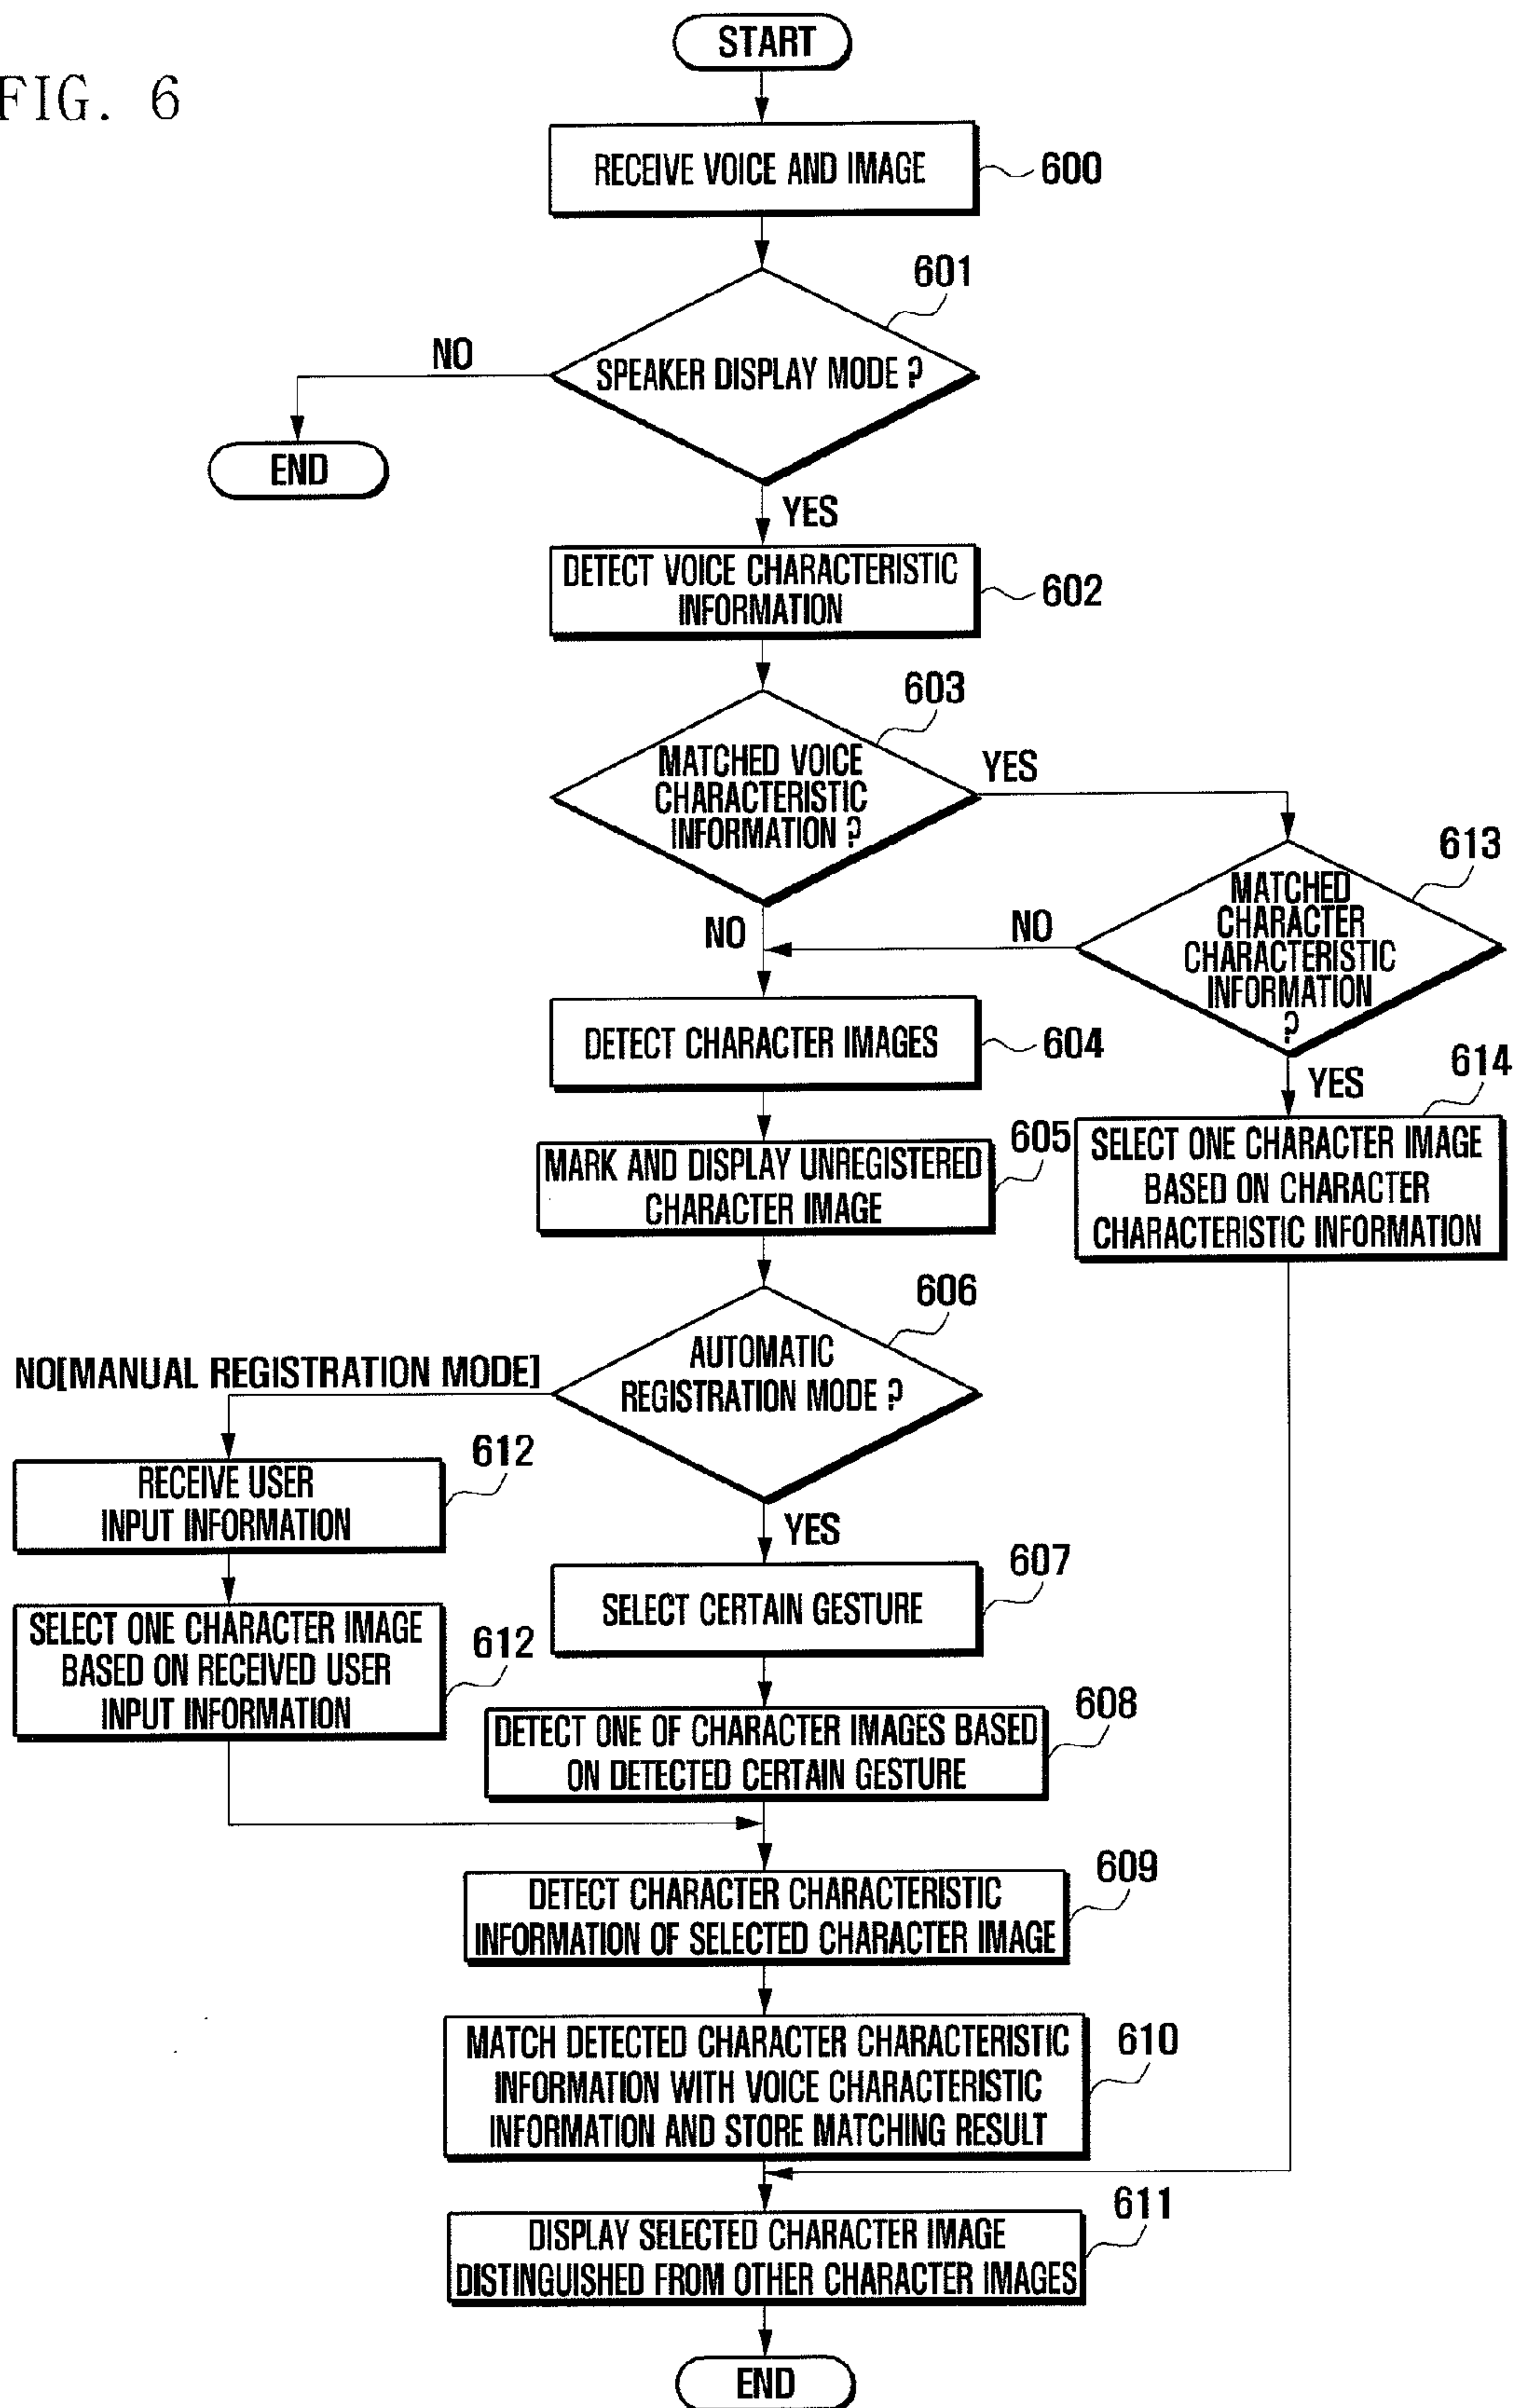 FIG. 6
START
RECEIVE VOICE AND IMAGE
600
601
SPEAKER DISPLAY MODE ?
NO
END
YES
DETECT VOICE CHARACTERISTIC
INFORMATION
602
603
MATCHED VOICE
CHARACTERISTIC
INFORMATION ?
YES
613
MATCHED
CHARACTER
CHARACTERISTIC
INFORMATION
?
NO
NO
DETECT CHARACTER IMAGES
604
YES
614
605
MARK AND DISPLAY UNREGISTERED
CHARACTER IMAGE
SELECT ONE CHARACTER IMAGE
BASED ON CHARACTER
CHARACTERISTIC INFORMATION
606
AUTOMATIC
REGISTRATION MODE ?
NO[MANUAL REGISTRATION MODE]
612
RECEIVE USER
INPUT INFORMATION
YES
607
SELECT CERTAIN GESTURE
612
SELECT ONE CHARACTER IMAGE
BASED ON RECEIVED USER
INPUT INFORMATION
608
DETECT ONE OF CHARACTER IMAGES BASED
ON DETECTED CERTAIN GESTURE
609
DETECT CHARACTER CHARACTERISTIC
INFORMATION OF SELECTED CHARACTER IMAGE
610
MATCH DETECTED CHARACTER CHARACTERISTIC
INFORMATION WITH VOICE CHARACTERISTIC
INFORMATION AND STORE MATCHING RESULT
611
DISPLAY SELECTED CHARACTER IMAGE
DISTINGUISHED FROM OTHER CHARACTER IMAGES
END